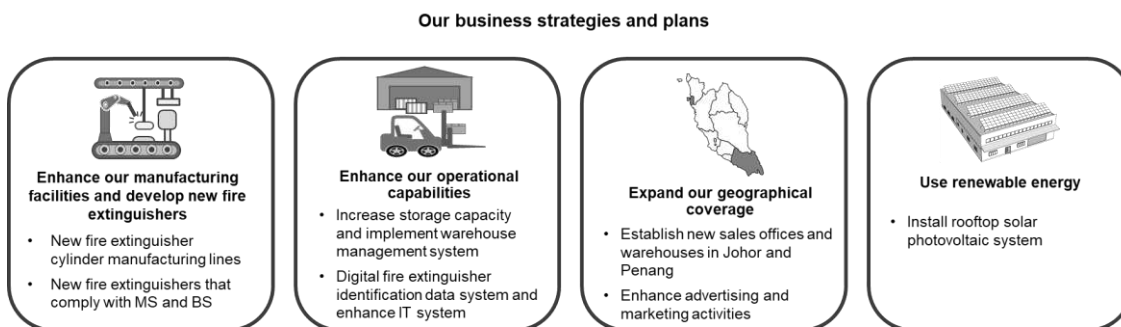 Our business strategies and plans
Enhance our manufacturing
facilities and develop new fire
extinguishers
• New fire extinguisher
cylinder manufacturing lines
• New fire extinguishers that
comply with MS and BS
Enhance our operational
capabilities
• Increase storage capacity
and implement warehouse
management system
• Digital fire extinguisher
identification data system and
enhance IT system
Expand our geographical
coverage
• Establish new sales offices and
warehouses in Johor and
Penang
• Enhance advertising and
marketing activities
Use renewable energy
• Install rooftop solar
photovoltaic system